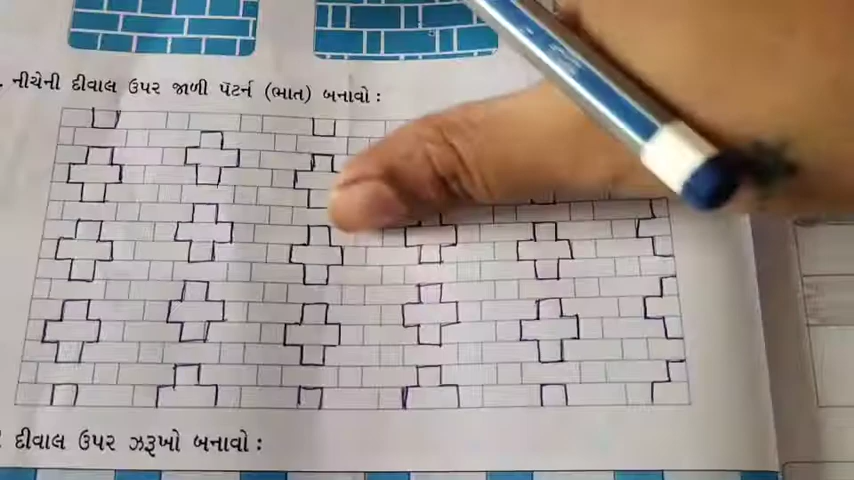 નીચેની દીવાલ ઉપર જાળી પૅટર્ન (ભાત) બનાવો :
દીવાલ ઉપર ઝરૂખો બનાવો :